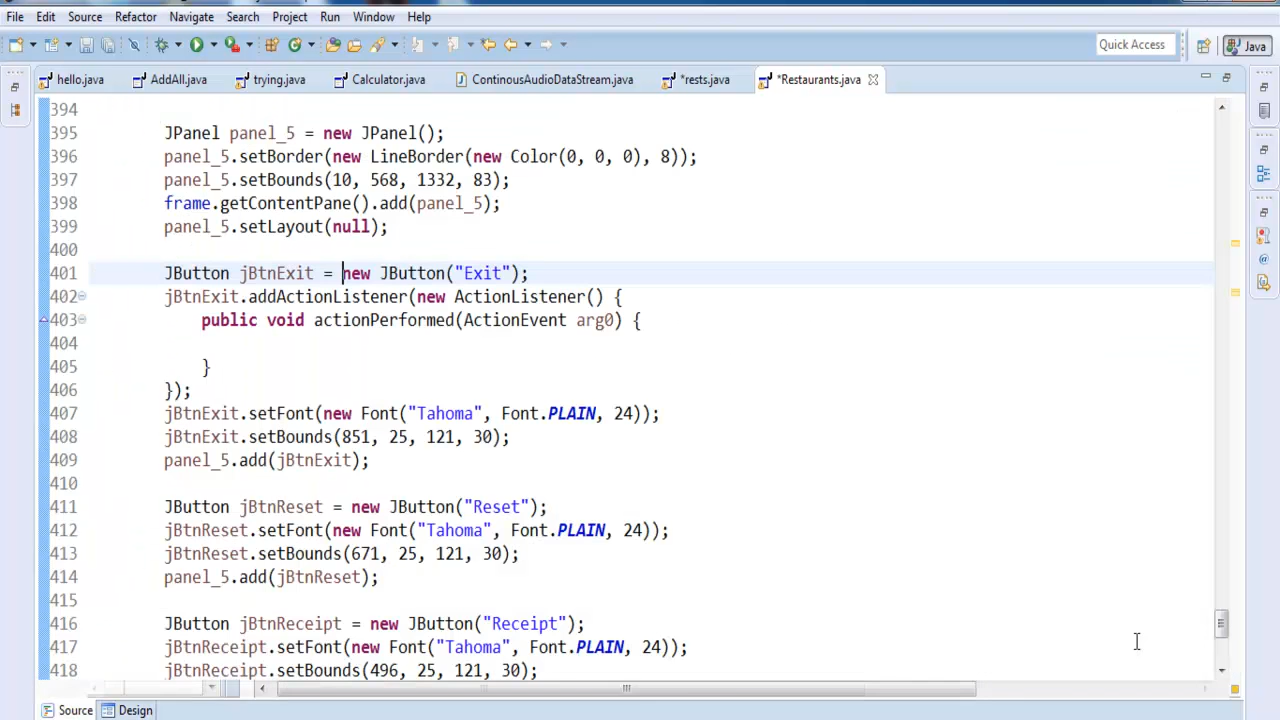 File Edit Source Refactor Navigate Search Project Run Window Help
Quick Access Java
hello.java AddAll.java trying.java Calculator.java ContinousAudioDataStream.java *rests.java *Restaurants.java
394
395 JPanel panel_5 = new JPanel();
396 panel_5.setBorder(new LineBorder(new Color(0, 0, 0), 8));
397 panel_5.setBounds(10, 568, 1332, 83);
398 frame.getContentPane().add(panel_5);
399 panel_5.setLayout(null);
400
401 JButton jBtnExit = new JButton("Exit");
402 jBtnExit.addActionListener(new ActionListener() {
403 public void actionPerformed(ActionEvent arg0) {
404
405 }
406 });
407 jBtnExit.setFont(new Font("Tahoma", Font.PLAIN, 24));
408 jBtnExit.setBounds(851, 25, 121, 30);
409 panel_5.add(jBtnExit);
410
411 JButton jBtnReset = new JButton("Reset");
412 jBtnReset.setFont(new Font("Tahoma", Font.PLAIN, 24));
413 jBtnReset.setBounds(671, 25, 121, 30);
414 panel_5.add(jBtnReset);
415
416 JButton jBtnReceipt = new JButton("Receipt");
417 jBtnReceipt.setFont(new Font("Tahoma", Font.PLAIN, 24));
418 jBtnReceipt.setBounds(496, 25, 121, 30);
Source Design